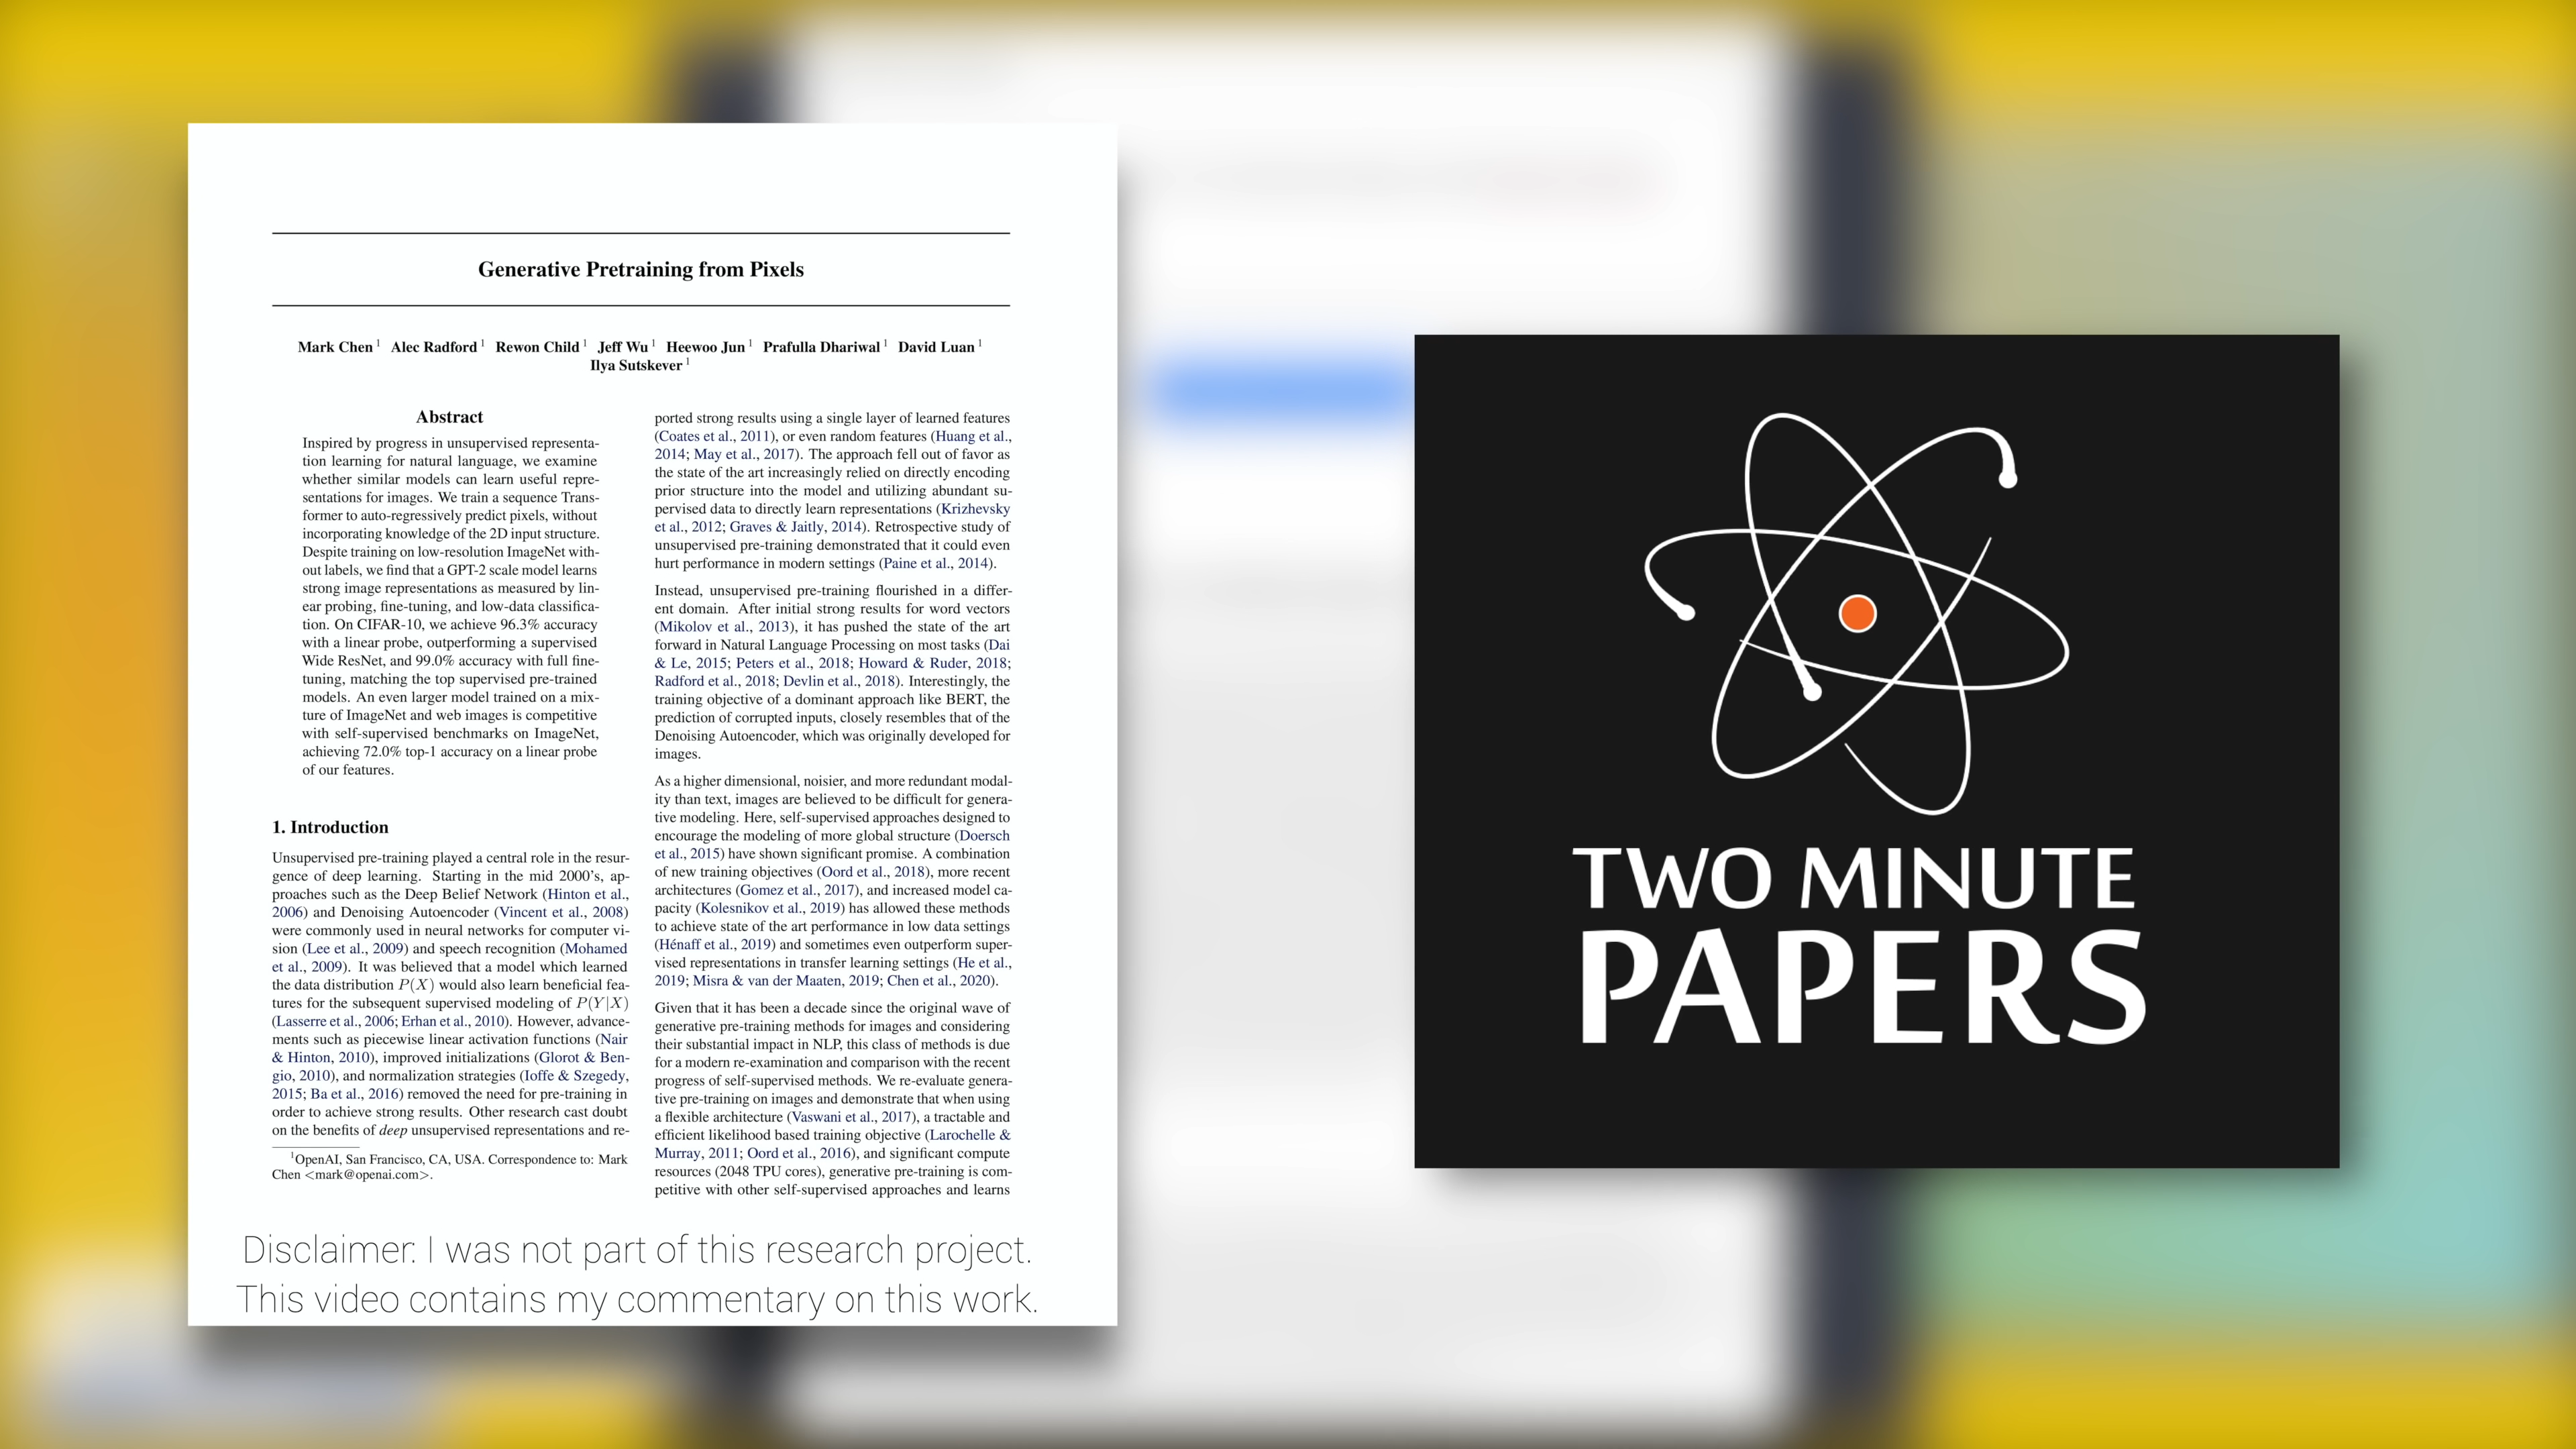 Generative Pretraining from Pixels
Mark Chen 1 Alec Radford 1 Rewon Child 1 Jeff Wu 1 Heewoo Jun 1 Prafulla Dhariwal 1 David Luan 1
Ilya Sutskever 1
Abstract
Inspired by progress in unsupervised representa-
tion learning for natural language, we examine
whether similar models can learn useful repre-
sentations for images. We train a sequence Trans-
former to auto-regressively predict pixels, without
incorporating knowledge of the 2D input structure.
Despite training on low-resolution ImageNet with-
out labels, we find that a GPT-2 scale model learns
strong image representations as measured by lin-
ear probing, fine-tuning, and low-data classifica-
tion. On CIFAR-10, we achieve 96.3% accuracy
with a linear probe, outperforming a supervised
Wide ResNet, and 99.0% accuracy with full fine-
tuning, matching the top supervised pre-trained
models. An even larger model trained on a mix-
ture of ImageNet and web images is competitive
with self-supervised benchmarks on ImageNet,
achieving 72.0% top-1 accuracy on a linear probe
of our features.
1. Introduction
Unsupervised pre-training played a central role in the resur-
gence of deep learning. Starting in the mid 2000's, ap-
proaches such as the Deep Belief Network (Hinton et al.,
2006) and Denoising Autoencoder (Vincent et al., 2008)
were commonly used in neural networks for computer vi-
sion (Lee et al., 2009) and speech recognition (Mohamed
et al., 2009). It was believed that a model which learned
the data distribution P(X) would also learn beneficial fea-
tures for the subsequent supervised modeling of P(Y|X)
(Lasserre et al., 2006; Erhan et al., 2010). However, advance-
ments such as piecewise linear activation functions (Nair
& Hinton, 2010), improved initializations (Glorot & Ben-
gio, 2010), and normalization strategies (Ioffe & Szegedy,
2015; Ba et al., 2016) removed the need for pre-training in
order to achieve strong results. Other research cast doubt
on the benefits of deep unsupervised representations and re-
1OpenAI, San Francisco, CA, USA. Correspondence to: Mark
Chen <mark@openai.com>.
ported strong results using a single layer of learned features
(Coates et al., 2011), or even random features (Huang et al.,
2014; May et al., 2017). The approach fell out of favor as
the state of the art increasingly relied on directly encoding
prior structure into the model and utilizing abundant su-
pervised data to directly learn representations (Krizhevsky
et al., 2012; Graves & Jaitly, 2014). Retrospective study of
unsupervised pre-training demonstrated that it could even
hurt performance in modern settings (Paine et al., 2014).
Instead, unsupervised pre-training flourished in a differ-
ent domain. After initial strong results for word vectors
(Mikolov et al., 2013), it has pushed the state of the art
forward in Natural Language Processing on most tasks (Dai
& Le, 2015; Peters et al., 2018; Howard & Ruder, 2018;
Radford et al., 2018; Devlin et al., 2018). Interestingly, the
training objective of a dominant approach like BERT, the
prediction of corrupted inputs, closely resembles that of the
Denoising Autoencoder, which was originally developed for
images.
As a higher dimensional, noisier, and more redundant modal-
ity than text, images are believed to be difficult for genera-
tive modeling. Here, self-supervised approaches designed to
encourage the modeling of more global structure (Doersch
et al., 2015) have shown significant promise. A combination
of new training objectives (Oord et al., 2018), more recent
architectures (Gomez et al., 2017), and increased model ca-
pacity (Kolesnikov et al., 2019) has allowed these methods
to achieve state of the art performance in low data settings
(Hénaff et al., 2019) and sometimes even outperform super-
vised representations in transfer learning settings (He et al.,
2019; Misra & van der Maaten, 2019; Chen et al., 2020).
Given that it has been a decade since the original wave of
generative pre-training methods for images and considering
their substantial impact in NLP, this class of methods is due
for a modern re-examination and comparison with the recent
progress of self-supervised methods. We re-evaluate genera-
tive pre-training on images and demonstrate that when using
a flexible architecture (Vaswani et al., 2017), a tractable and
efficient likelihood based training objective (Larochelle &
Murray, 2011; Oord et al., 2016), and significant compute
resources (2048 TPU cores), generative pre-training is com-
petitive with other self-supervised approaches and learns
Disclaimer: I was not part of this research project.
This video contains my commentary on this work.
TWO MINUTE
PAPERS